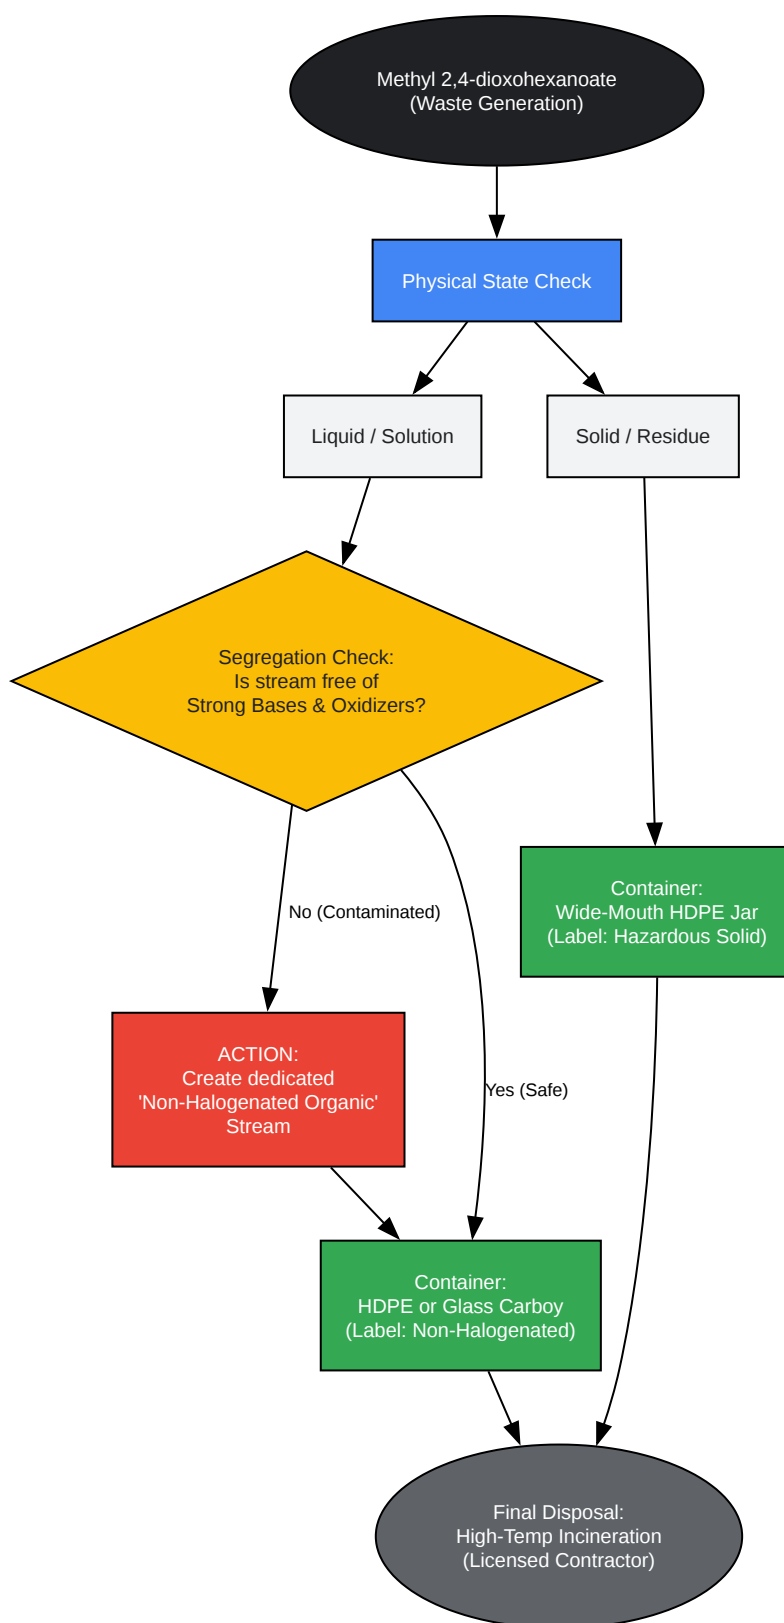 Methyl 2,4-dioxohexanoate
(Waste Generation)
Physical State Check
Liquid / Solution
Solid / Residue
Segregation Check:
Is stream free of
Strong Bases & Oxidizers?
Container:
Wide-Mouth HDPE Jar
(Label: Hazardous Solid)
No (Contaminated)
ACTION:
Create dedicated
'Non-Halogenated Organic'
Stream
Yes (Safe)
Container:
HDPE or Glass Carboy
(Label: Non-Halogenated)
Final Disposal:
High-Temp Incineration
(Licensed Contractor)